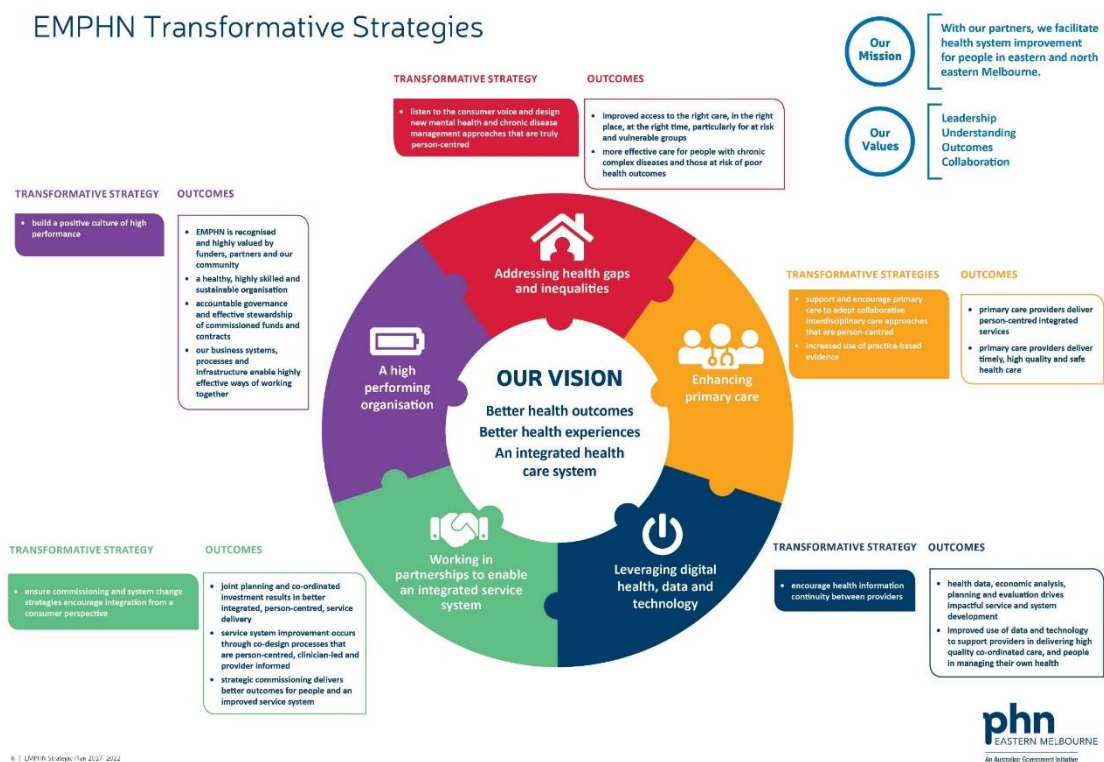 EMPHN Transformative Strategies
Our
Mission
With our partners, we facilitate
health system improvement
for people in eastern and north
eastern Melbourne.
Our
Values
Leadership
Understanding
Outcomes
Collaboration
TRANSFORMATIVE STRATEGY
OUTCOMES
• listen to the consumer voice and design
new mental health and chronic disease
management approaches that are truly
person-centred
• improved access to the right care, in the right
place, at the right time, particularly for at risk
and vulnerable groups
• more effective care for people with chronic
complex diseases and those at risk of poor
health outcomes
TRANSFORMATIVE STRATEGY
OUTCOMES
• build a positive culture of high
performance
• EMPHN is recognised
and highly valued by
funders, partners and our
community
• a healthy, highly skilled and
sustainable organisation
• accountable governance
and effective stewardship
of commissioned funds and
contracts
• our business systems,
processes and
infrastructure enable highly
effective ways of working
together
Addressing health gaps
and inequalities
TRANSFORMATIVE STRATEGIES
OUTCOMES
• support and encourage primary
care to adopt collaborative
interdisciplinary care approaches
that are person-centred
• increased use of practice-based
evidence
• primary care providers deliver
person-centred integrated
services
• primary care providers deliver
timely, high quality and safe
health care
A high
performing
organisation
OUR VISION
Better health outcomes
Better health experiences
An integrated health
care system
Enhancing
primary care
Working in
partnerships to enable
an integrated service
system
Leveraging digital
health, data and
technology
TRANSFORMATIVE STRATEGY
OUTCOMES
• ensure commissioning and system change
strategies encourage integration from a
consumer perspective
• joint planning and co-ordinated
investment results in better
integrated, person-centred, service
delivery
• service system improvement occurs
through co-design processes that
are person-centred, clinician-led and
provider informed
• strategic commissioning delivers
better outcomes for people and an
improved service system
TRANSFORMATIVE STRATEGY
OUTCOMES
• encourage health information
continuity between providers
• health data, economic analysis,
planning and evaluation drives
impactful service and system
development
• improved use of data and technology
to support providers in delivering high
quality co-ordinated care, and people
in managing their own health
6 | EMPHN Strategic Plan 2017-2022
phn
EASTERN MELBOURNE
An Australian Government Initiative